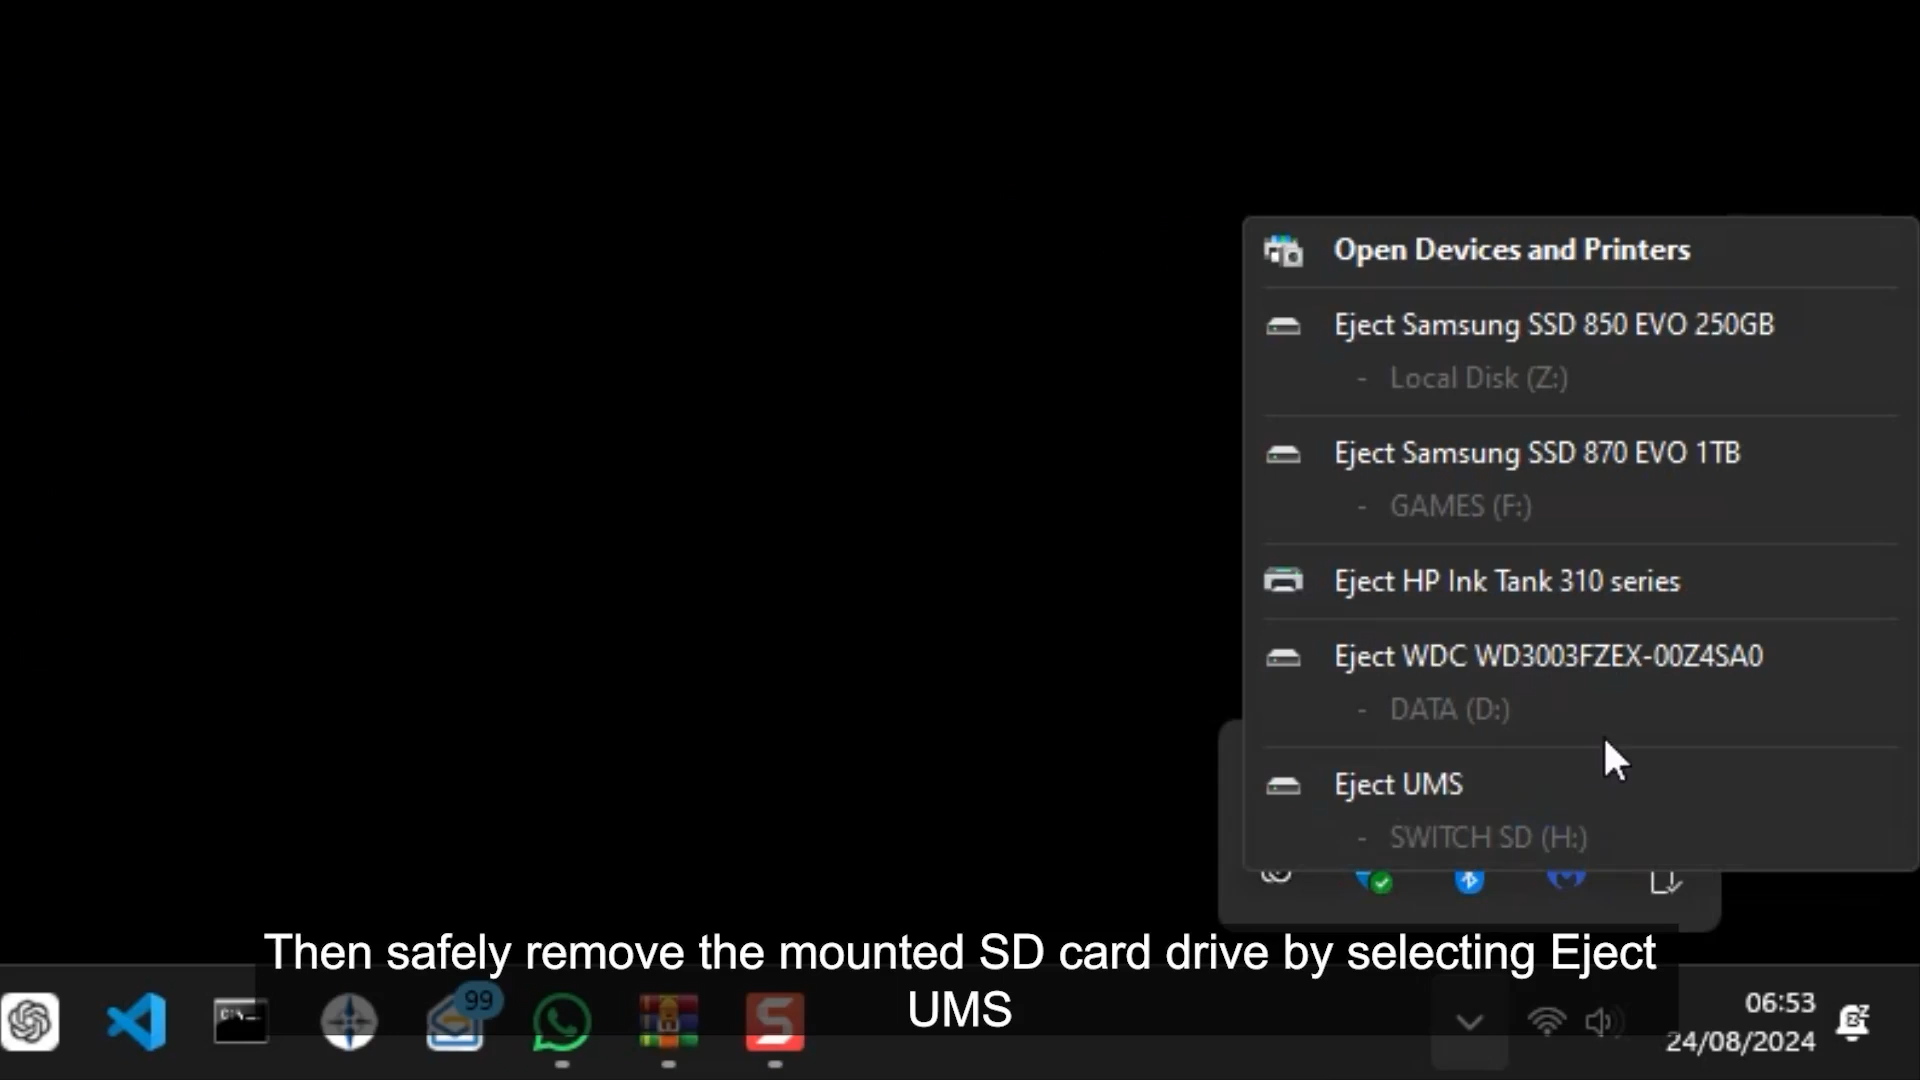 Open Devices and Printers
Eject Samsung SSD 850 EVO 250GB
- Local Disk (Z:)
Eject Samsung SSD 870 EVO 1TB
- GAMES (F:)
Eject HP Ink Tank 310 series
Eject WDC WD3003FZEX-00Z4SA0
- DATA (D:)
Eject UMS
- SWITCH SD (H:)
Then safely remove the mounted SD card drive by selecting Eject
UMS
99
06:53
24/08/2024